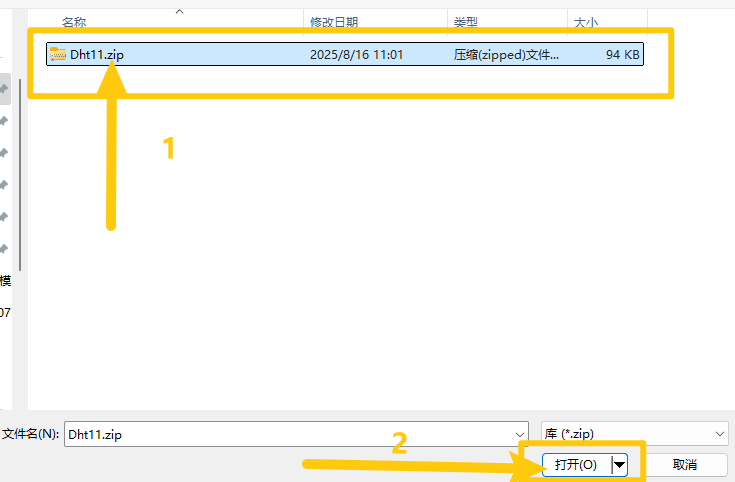 名称 修改日期 类型 大小
Dht11.zip 2025/8/16 11:01 压缩(zipped)文件... 94 KB
1
模
07
文件名(N): Dht11.zip 库 (*.zip)
2
打开(O) 取消